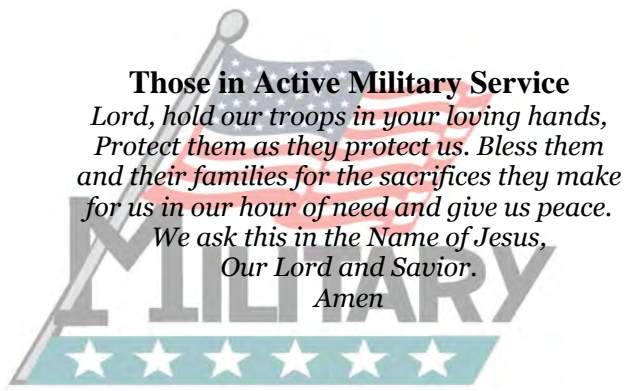 Those in Active Military Service
Lord, hold our troops in your loving hands,
Protect them as they protect us. Bless them
and their families for the sacrifices they make
for us in our hour of need and give us peace.
We ask this in the Name of Jesus,
Our Lord and Savior.
Amen
MILITARY